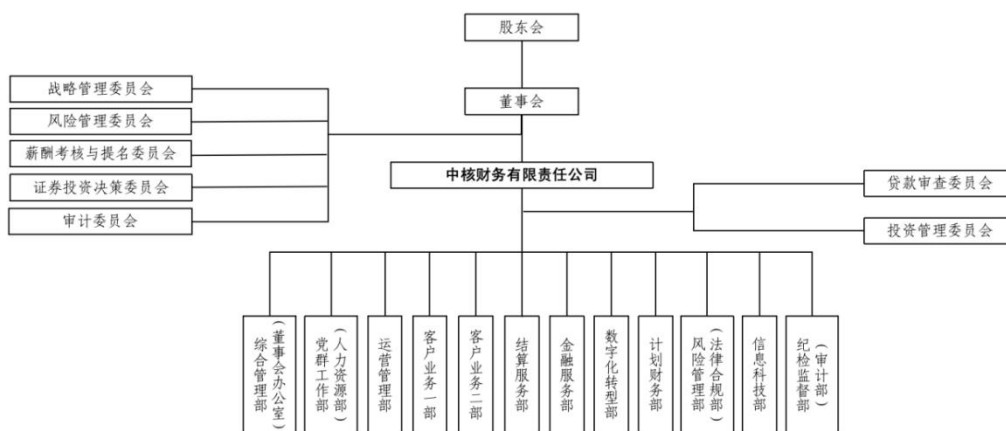 股东会
董事会
战略管理委员会
风险管理委员会
薪酬考核与提名委员会
证券投资决策委员会
审计委员会
中核财务有限责任公司
贷款审查委员会
投资管理委员会
综合管理部
（董事会办公室）
党群工作部
（人力资源部）
运营管理部
客户业务一部
客户业务二部
结算服务部
金融服务部
数字化转型部
计划财务部
风险管理部
（法律合规部）
信息科技部
纪检监督部
（审计部）